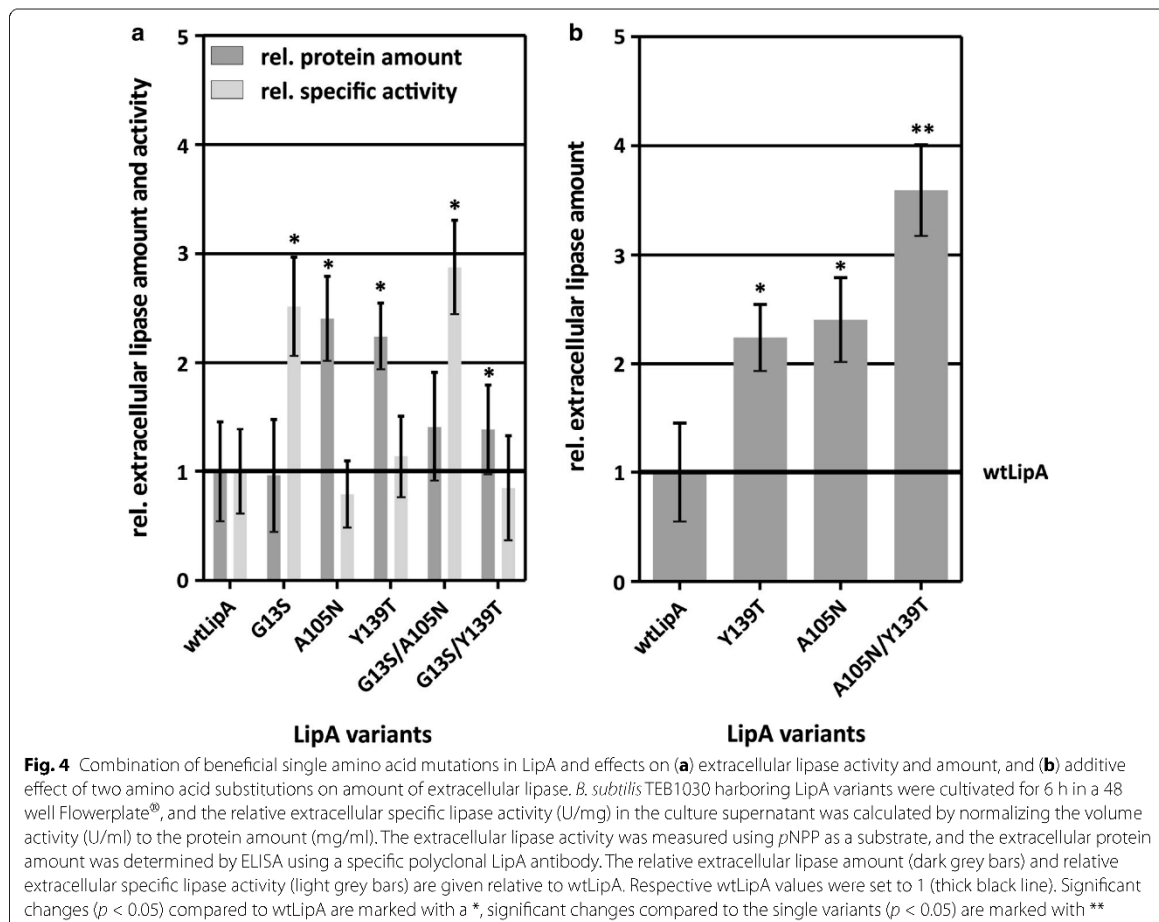 a
b
rel. protein amount
rel. specific activity
rel. extracellular lipase amount and activity
5
4
3
2
1
0
*
*
*
*
*
wtLipA
G13S
A105N
Y139T
G13S/A105N
G13S/Y139T
LipA variants
rel. extracellular lipase amount
5
4
3
2
1
0
*
*
**
wtLipA
wtLipA
Y139T
A105N
A105N/Y139T
LipA variants
Fig. 4 Combination of beneficial single amino acid mutations in LipA and effects on (a) extracellular lipase activity and amount, and (b) additive
effect of two amino acid substitutions on amount of extracellular lipase. B. subtilis TEB1030 harboring LipA variants were cultivated for 6 h in a 48
well Flowerplate®, and the relative extracellular specific lipase activity (U/mg) in the culture supernatant was calculated by normalizing the volume
activity (U/ml) to the protein amount (mg/ml). The extracellular lipase activity was measured using pNPP as a substrate, and the extracellular protein
amount was determined by ELISA using a specific polyclonal LipA antibody. The relative extracellular lipase amount (dark grey bars) and relative
extracellular specific lipase activity (light grey bars) are given relative to wtLipA. Respective wtLipA values were set to 1 (thick black line). Significant
changes (p < 0.05) compared to wtLipA are marked with a *, significant changes compared to the single variants (p < 0.05) are marked with **